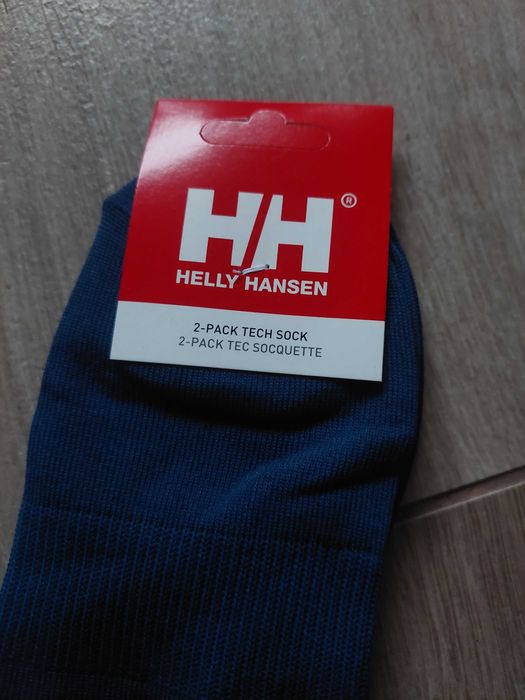 H/H®
HELLY HANSEN
2-PACK TECH SOCK
2-PACK TEC SOCQUETTE